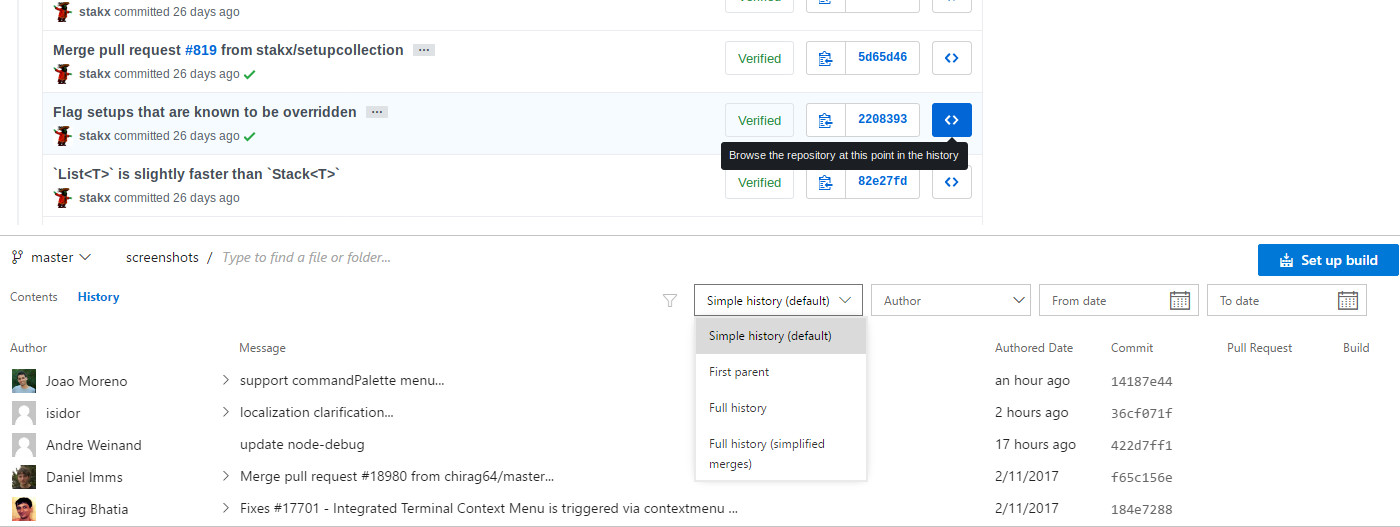 stakx committed 26 days ago
Merge pull request #819 from stakx/setupcollection ...
stakx committed 26 days ago
Verified 5d65d46 <>
Flag setups that are known to be overridden ...
stakx committed 26 days ago
Verified 2208393 <>
Browse the repository at this point in the history
`List<T>` is slightly faster than `Stack<T>`
stakx committed 26 days ago
Verified 82e27fd <>
master screenshots / Type to find a file or folder...
Set up build
Contents History
Simple history (default) Author From date To date
Simple history (default)
First parent
Full history
Full history (simplified
merges)
Author Message Authored Date Commit Pull Request Build
Joao Moreno support commandPalette menu... an hour ago 14187e44
isidor localization clarification... 2 hours ago 36cf071f
Andre Weinand update node-debug 17 hours ago 422d7ff1
Daniel Imms Merge pull request #18980 from chirag64/master... 2/11/2017 f65c156e
Chirag Bhatia Fixes #17701 - Integrated Terminal Context Menu is triggered via contextmenu ... 2/11/2017 184e7288